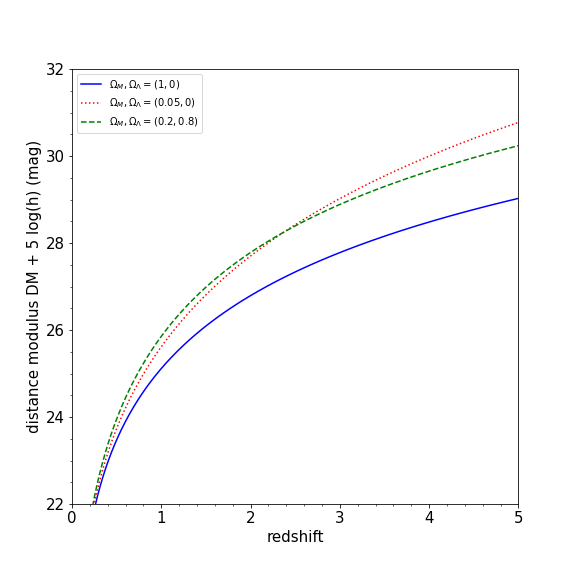 32
30
28
26
24
22
distance modulus DM + 5 log(h) (mag)
Ω_M, Ω_Λ = (1, 0)
Ω_M, Ω_Λ = (0.05, 0)
Ω_M, Ω_Λ = (0.2, 0.8)
0 1 2 3 4 5
redshift